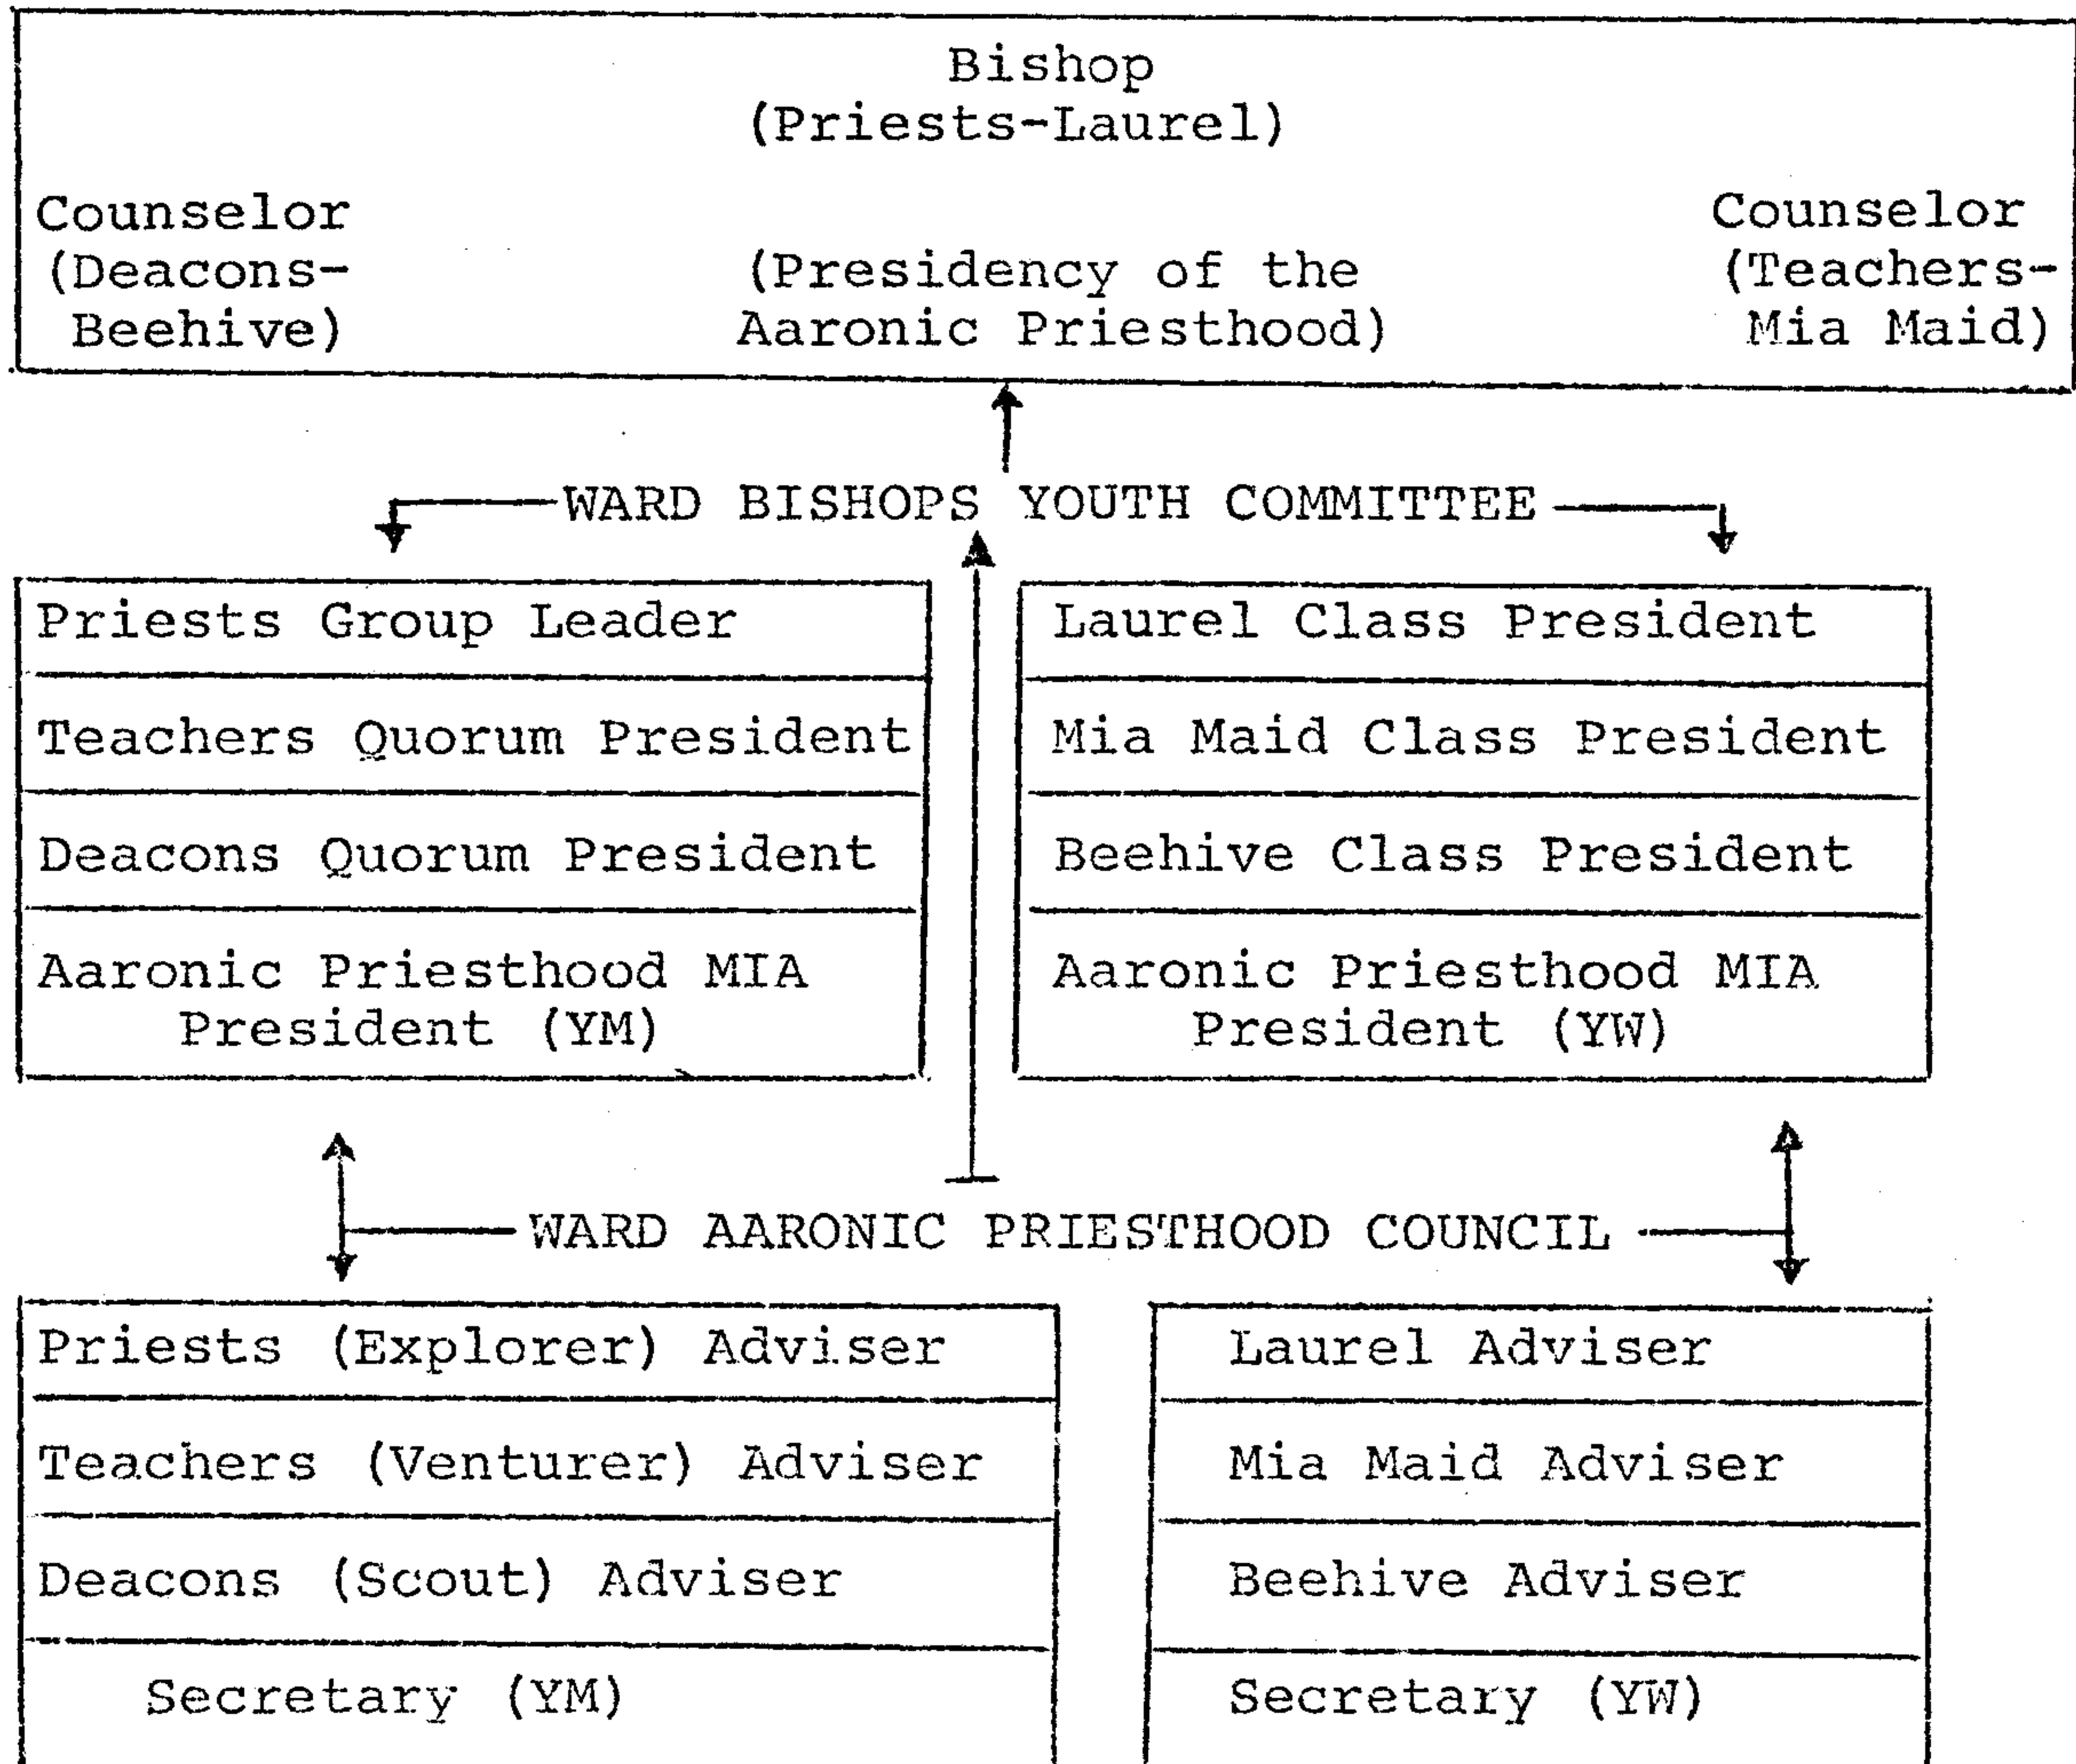 Bishop
(Priests-Laurel)
Counselor
(Deacons-
Beehive)
(Presidency of the
Aaronic Priesthood)
Counselor
(Teachers-
Mia Maid)
WARD BISHOPS YOUTH COMMITTEE
Priests Group Leader
Teachers Quorum President
Deacons Quorum President
Aaronic Priesthood MIA
President (YM)
Laurel Class President
Mia Maid Class President
Beehive Class President
Aaronic Priesthood MIA
President (YW)
WARD AARONIC PRIESTHOOD COUNCIL
Priests (Explorer) Adviser
Teachers (Venturer) Adviser
Deacons (Scout) Adviser
Secretary (YM)
Laurel Adviser
Mia Maid Adviser
Beehive Adviser
Secretary (YW)